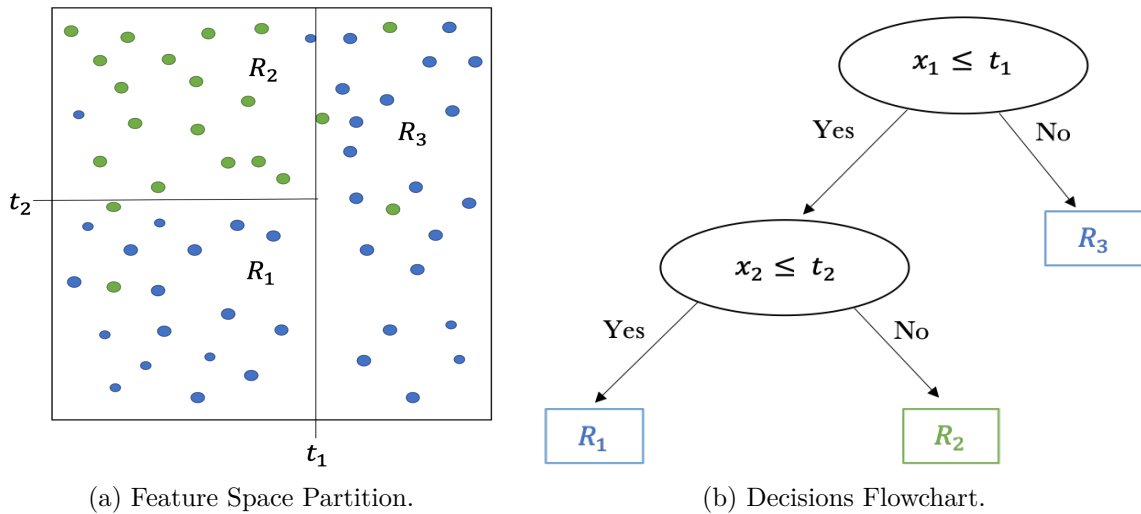 R₂
R₃
t₂
R₁
t₁
(a) Feature Space Partition.
x₁ ≤ t₁
Yes
No
R₃
x₂ ≤ t₂
Yes
No
R₁
R₂
(b) Decisions Flowchart.